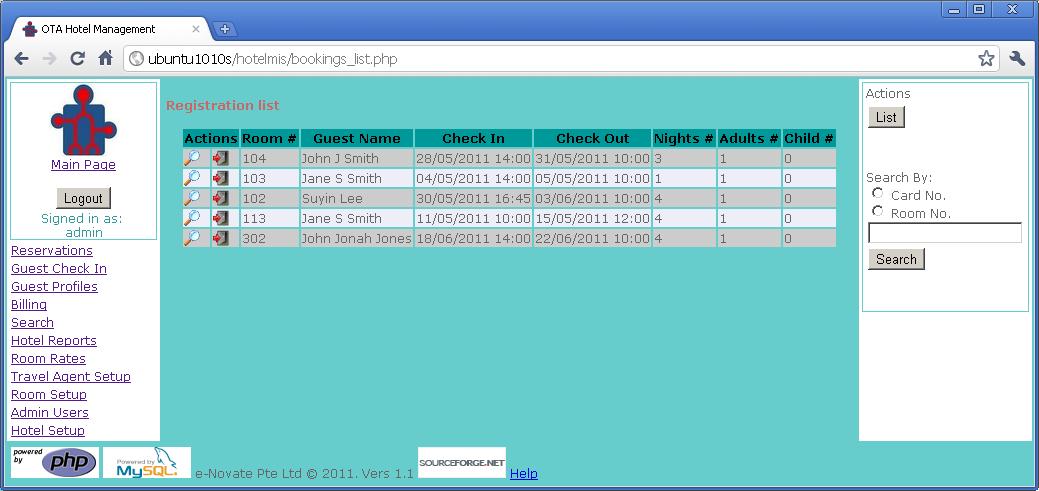 OTA Hotel Management
ubuntu1010s/hotelmis/bookings_list.php
Main Page
Logout
Signed in as:
admin
Reservations
Guest Check In
Guest Profiles
Billing
Search
Hotel Reports
Room Rates
Travel Agent Setup
Room Setup
Admin Users
Hotel Setup
Registration list
Actions Room # Guest Name Check In Check Out Nights # Adults # Child #
104 John J Smith 28/05/2011 14:00 31/05/2011 10:00 3 1 0
103 Jane S Smith 04/05/2011 14:00 05/05/2011 10:00 1 1 0
102 Suyin Lee 30/05/2011 16:45 03/06/2011 10:00 4 1 0
113 Jane S Smith 11/05/2011 10:00 15/05/2011 12:00 4 1 0
302 John Jonah Jones 18/06/2011 14:00 22/06/2011 10:00 4 1 0
Actions
List
Search By:
Card No.
Room No.
Search
powered by php Powered by MySQL. e-Novate Pte Ltd © 2011. Vers 1.1 SOURCEFORGE.NET Help